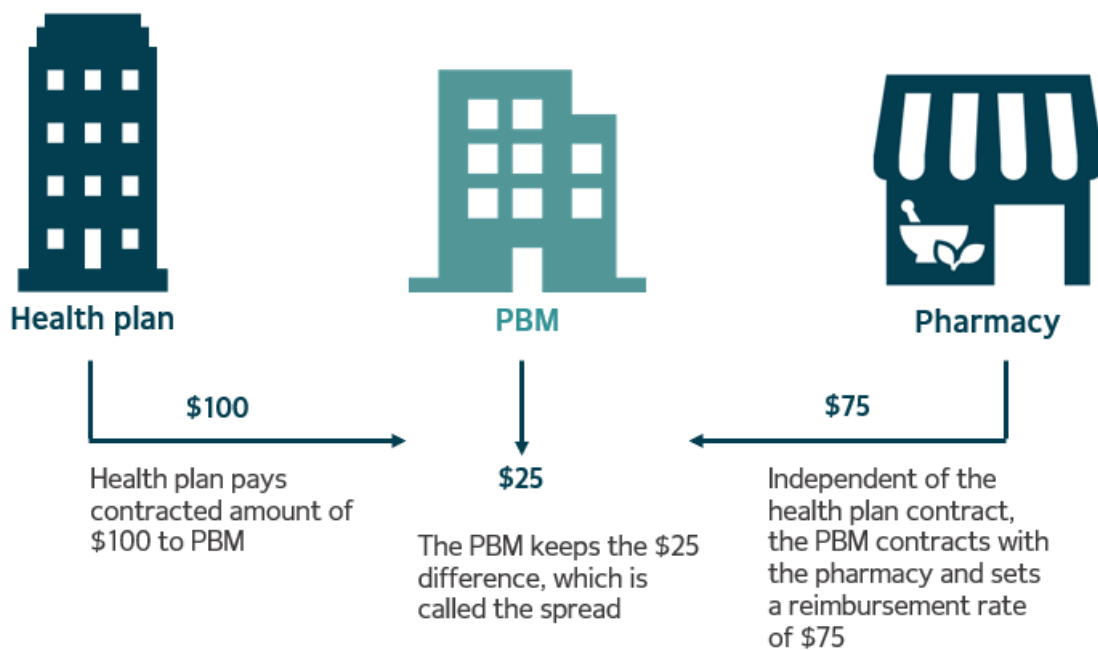 Health plan
PBM
Pharmacy
$100
$75
Health plan pays
contracted amount of
$100 to PBM
$25
The PBM keeps the $25
difference, which is
called the spread
Independent of the
health plan contract,
the PBM contracts with
the pharmacy and sets
a reimbursement rate
of $75